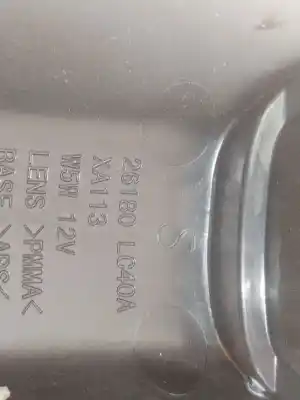 26180 LC40A
XA113
W5W 12V
LENS >PMMA<
BASE >ABS<
S